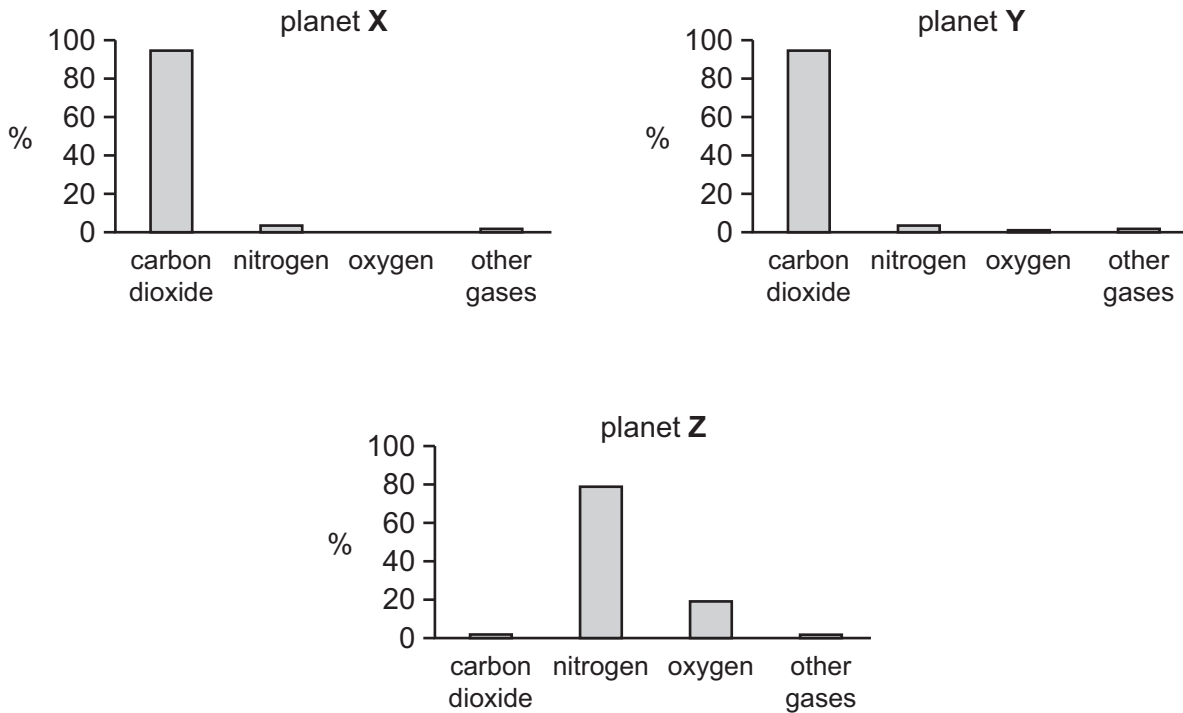 planet X
100
80
60
%
40
20
0
carbon dioxide
nitrogen
oxygen
other gases
planet Y
100
80
60
%
40
20
0
carbon dioxide
nitrogen
oxygen
other gases
planet Z
100
80
60
%
40
20
0
carbon dioxide
nitrogen
oxygen
other gases